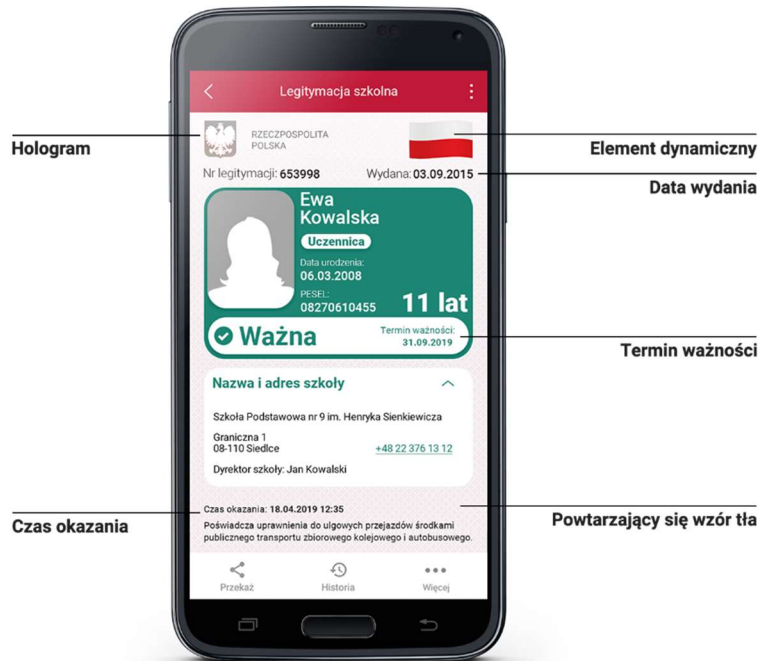 Legitymacja szkolna
Hologram
RZECZPOSPOLITA
POLSKA
Element dynamiczny
Nr legitymacji: 653998
Wydana: 03.09.2015
Data wydania
Ewa
Kowalska
Uczennica
Data urodzenia:
06.03.2008
PESEL:
08270610455
11 lat
Ważna
Termin ważności:
31.09.2019
Termin ważności
Nazwa i adres szkoły
Szkoła Podstawowa nr 9 im. Henryka Sienkiewicza
Graniczna 1
08-110 Siedlce
+48 22 376 13 12
Dyrektor szkoły: Jan Kowalski
Czas okazania: 18.04.2019 12:35
Czas okazania
Powtarzający się wzór tła
Poświadcza uprawnienia do ulgowych przejazdów środkami
publicznego transportu zbiorowego kolejowego i autobusowego.
Przekaż
Historia
Więcej